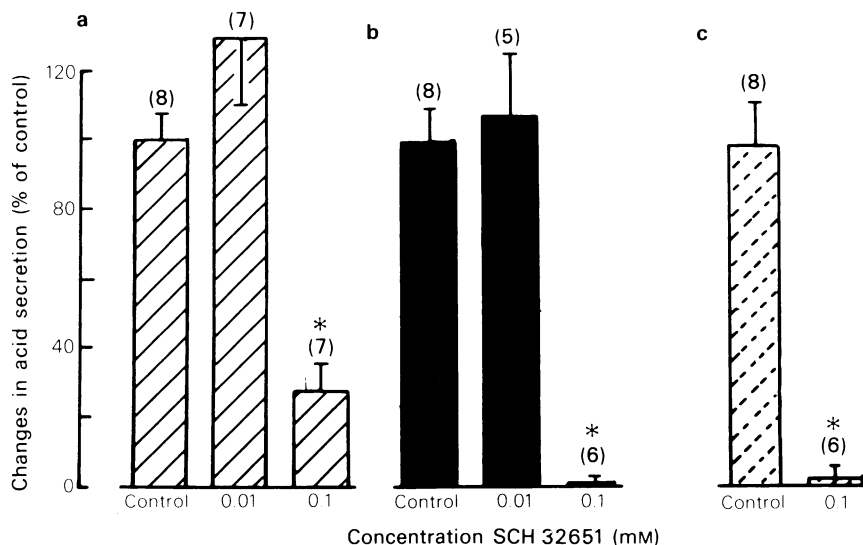 a
b
c
Changes in acid secretion (% of control)
120
80
40
0
(8)
(7)
*
(7)
(8)
(5)
*
(6)
(8)
*
(6)
Control 0.01 0.1
Control 0.01 0.1
Control 0.1
Concentration SCH 32651 (mM)